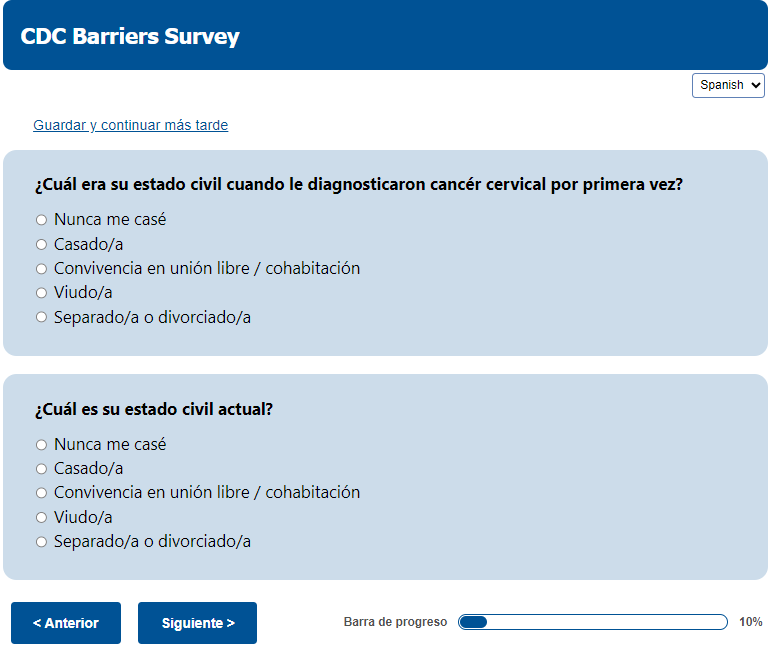 CDC Barriers Survey
Spanish
Guardar y continuar más tarde
¿Cuál era su estado civil cuando le diagnosticaron cancér cervical por primera vez?
Nunca me casé
Casado/a
Convivencia en unión libre / cohabitación
Viudo/a
Separado/a o divorciado/a
¿Cuál es su estado civil actual?
Nunca me casé
Casado/a
Convivencia en unión libre / cohabitación
Viudo/a
Separado/a o divorciado/a
< Anterior Siguiente > Barra de progreso 10%